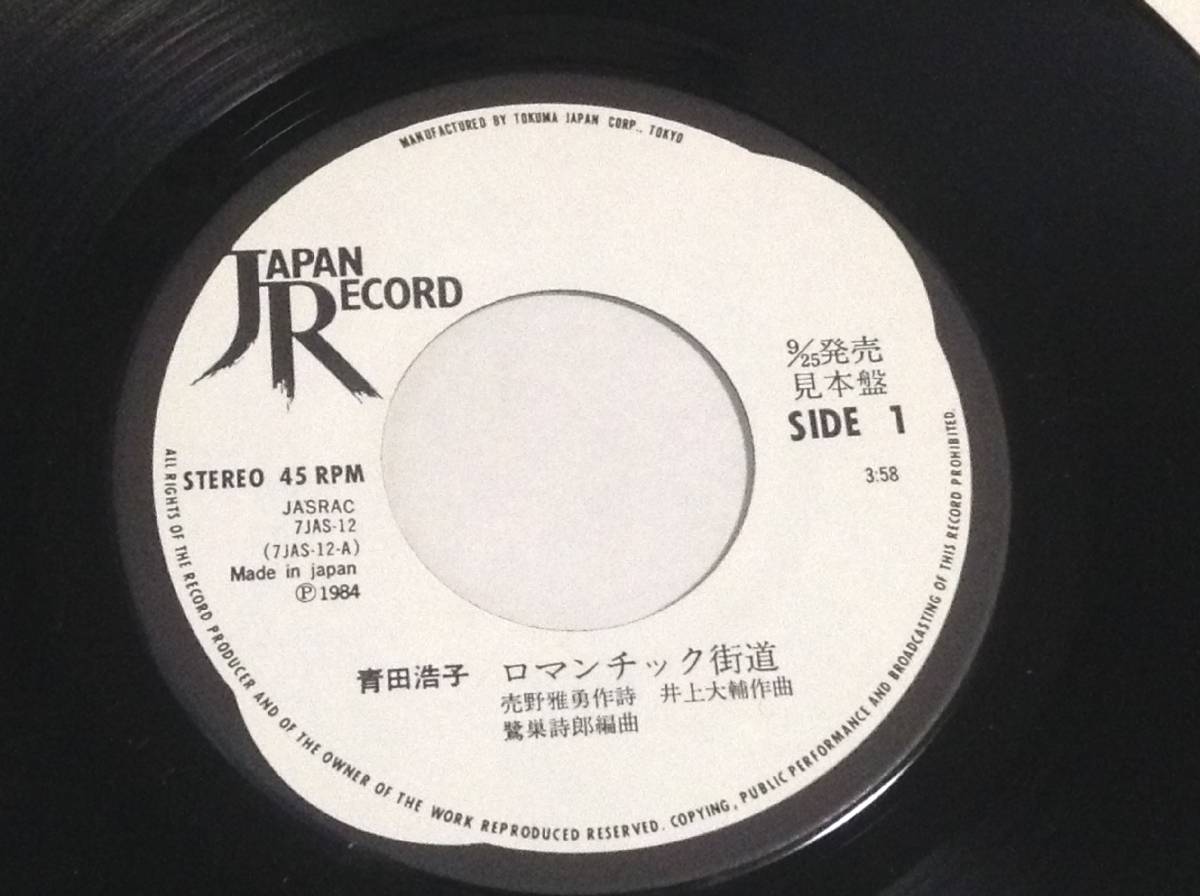 MANUFACTURED BY TOKUMA JAPAN CORP., TOKYO
JAPAN
RECORD
9/25発売
見本盤
SIDE 1
3:58
STEREO 45 RPM
JASRAC
7JAS-12
(7JAS-12-A)
Made in japan
Ⓟ1984
青田浩子 ロマンチック街道
売野雅勇作詩 井上大輔作曲
鷺巣詩郎編曲
ALL RIGHTS OF THE RECORD PRODUCER AND OF THE OWNER OF THE WORK REPRODUCED RESERVED. COPYING, PUBLIC PERFORMANCE AND BROADCASTING OF THIS RECORD PROHIBITED.